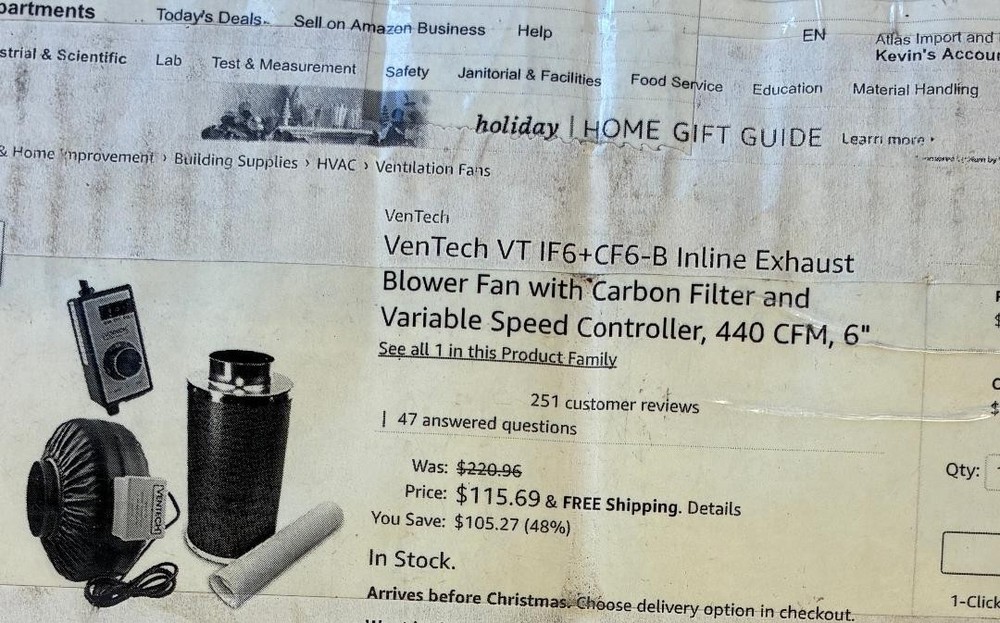 partments Today's Deals Sell on Amazon Business Help EN Atlas Import and
Kevin's Accou
strial & Scientific Lab Test & Measurement Safety Janitorial & Facilities Food Service Education Material Handling
holiday | HOME GIFT GUIDE Learn more ›
& Home Improvement › Building Supplies › HVAC › Ventilation Fans
VenTech
VenTech VT IF6+CF6-B Inline Exhaust
Blower Fan with Carbon Filter and
Variable Speed Controller, 440 CFM, 6"
See all 1 in this Product Family
251 customer reviews
| 47 answered questions
Was: $220.96
Price: $115.69 & FREE Shipping. Details
You Save: $105.27 (48%)
In Stock.
Arrives before Christmas. Choose delivery option in checkout.
Qty:
1-Click
VENTECH